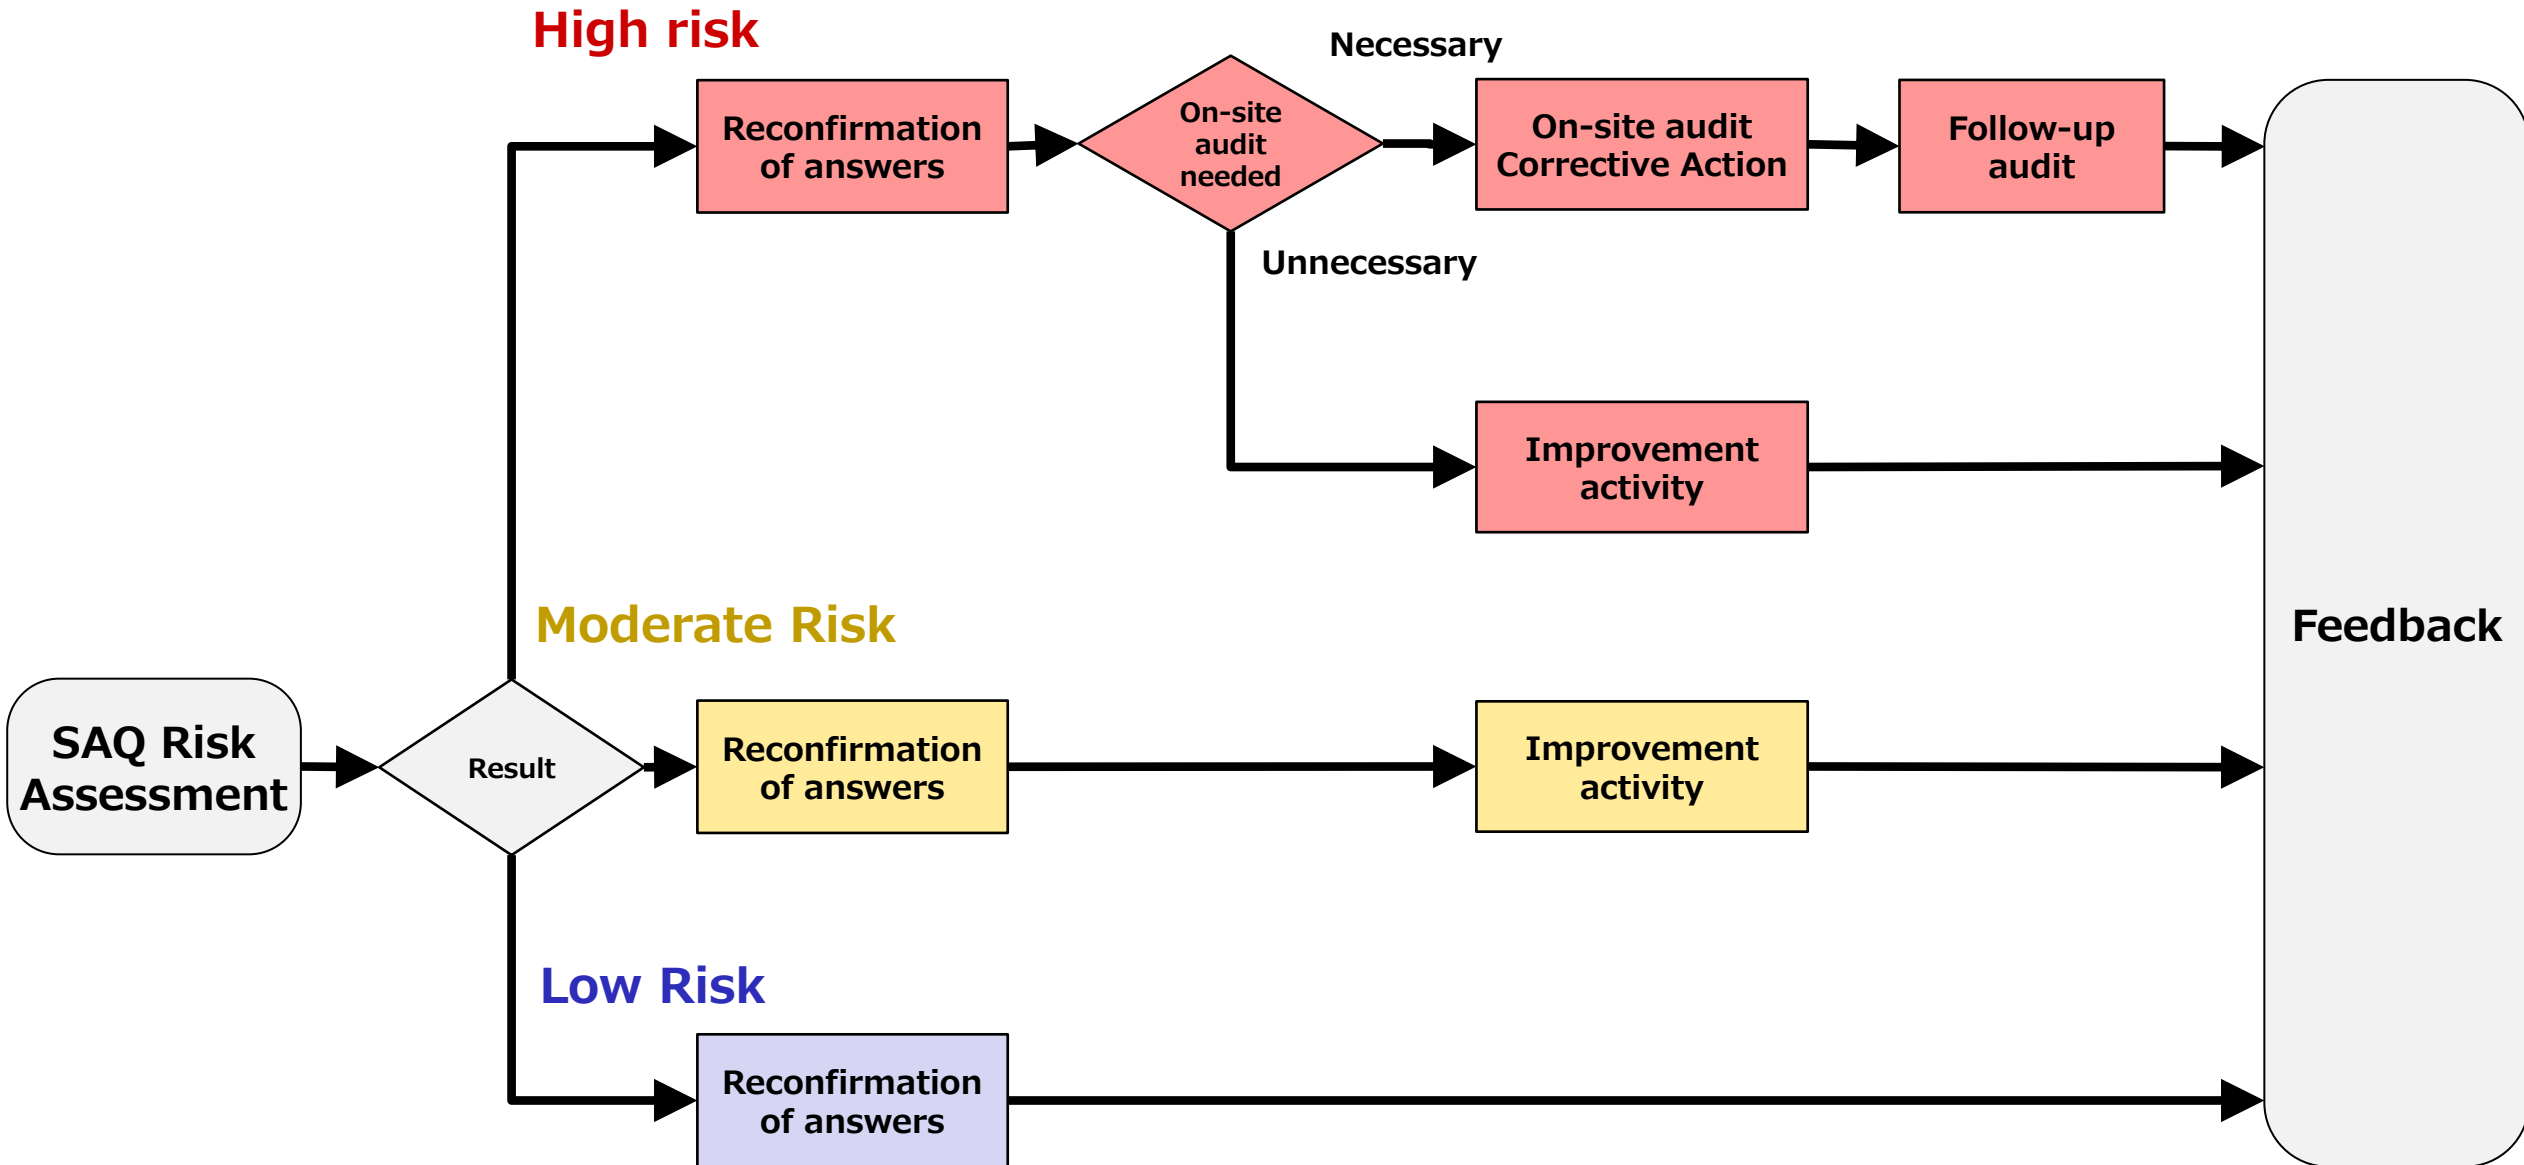 High risk
Necessary
Reconfirmation
of answers
On-site
audit
needed
On-site audit
Corrective Action
Follow-up
audit
Unnecessary
Improvement
activity
Moderate Risk
Feedback
SAQ Risk
Assessment
Result
Reconfirmation
of answers
Improvement
activity
Low Risk
Reconfirmation
of answers